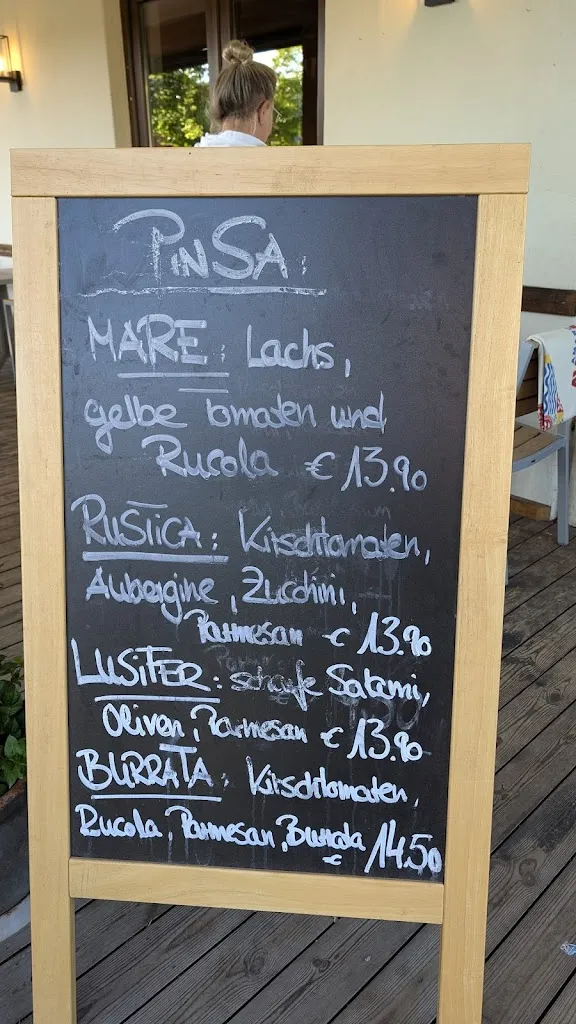 PINSA:
MARE: Lachs,
gelbe tomaten und
Rucola € 13.90
RUSTICA: Kirschtomaten,
Aubergine, Zucchini,
Parmesan € 13.90
LUSIFER: scharfe Salami,
Oliven, Parmesan € 13.90
BURRATA: Kirschtomaten,
Rucola, Parmesan, Burrata
€ 14.50